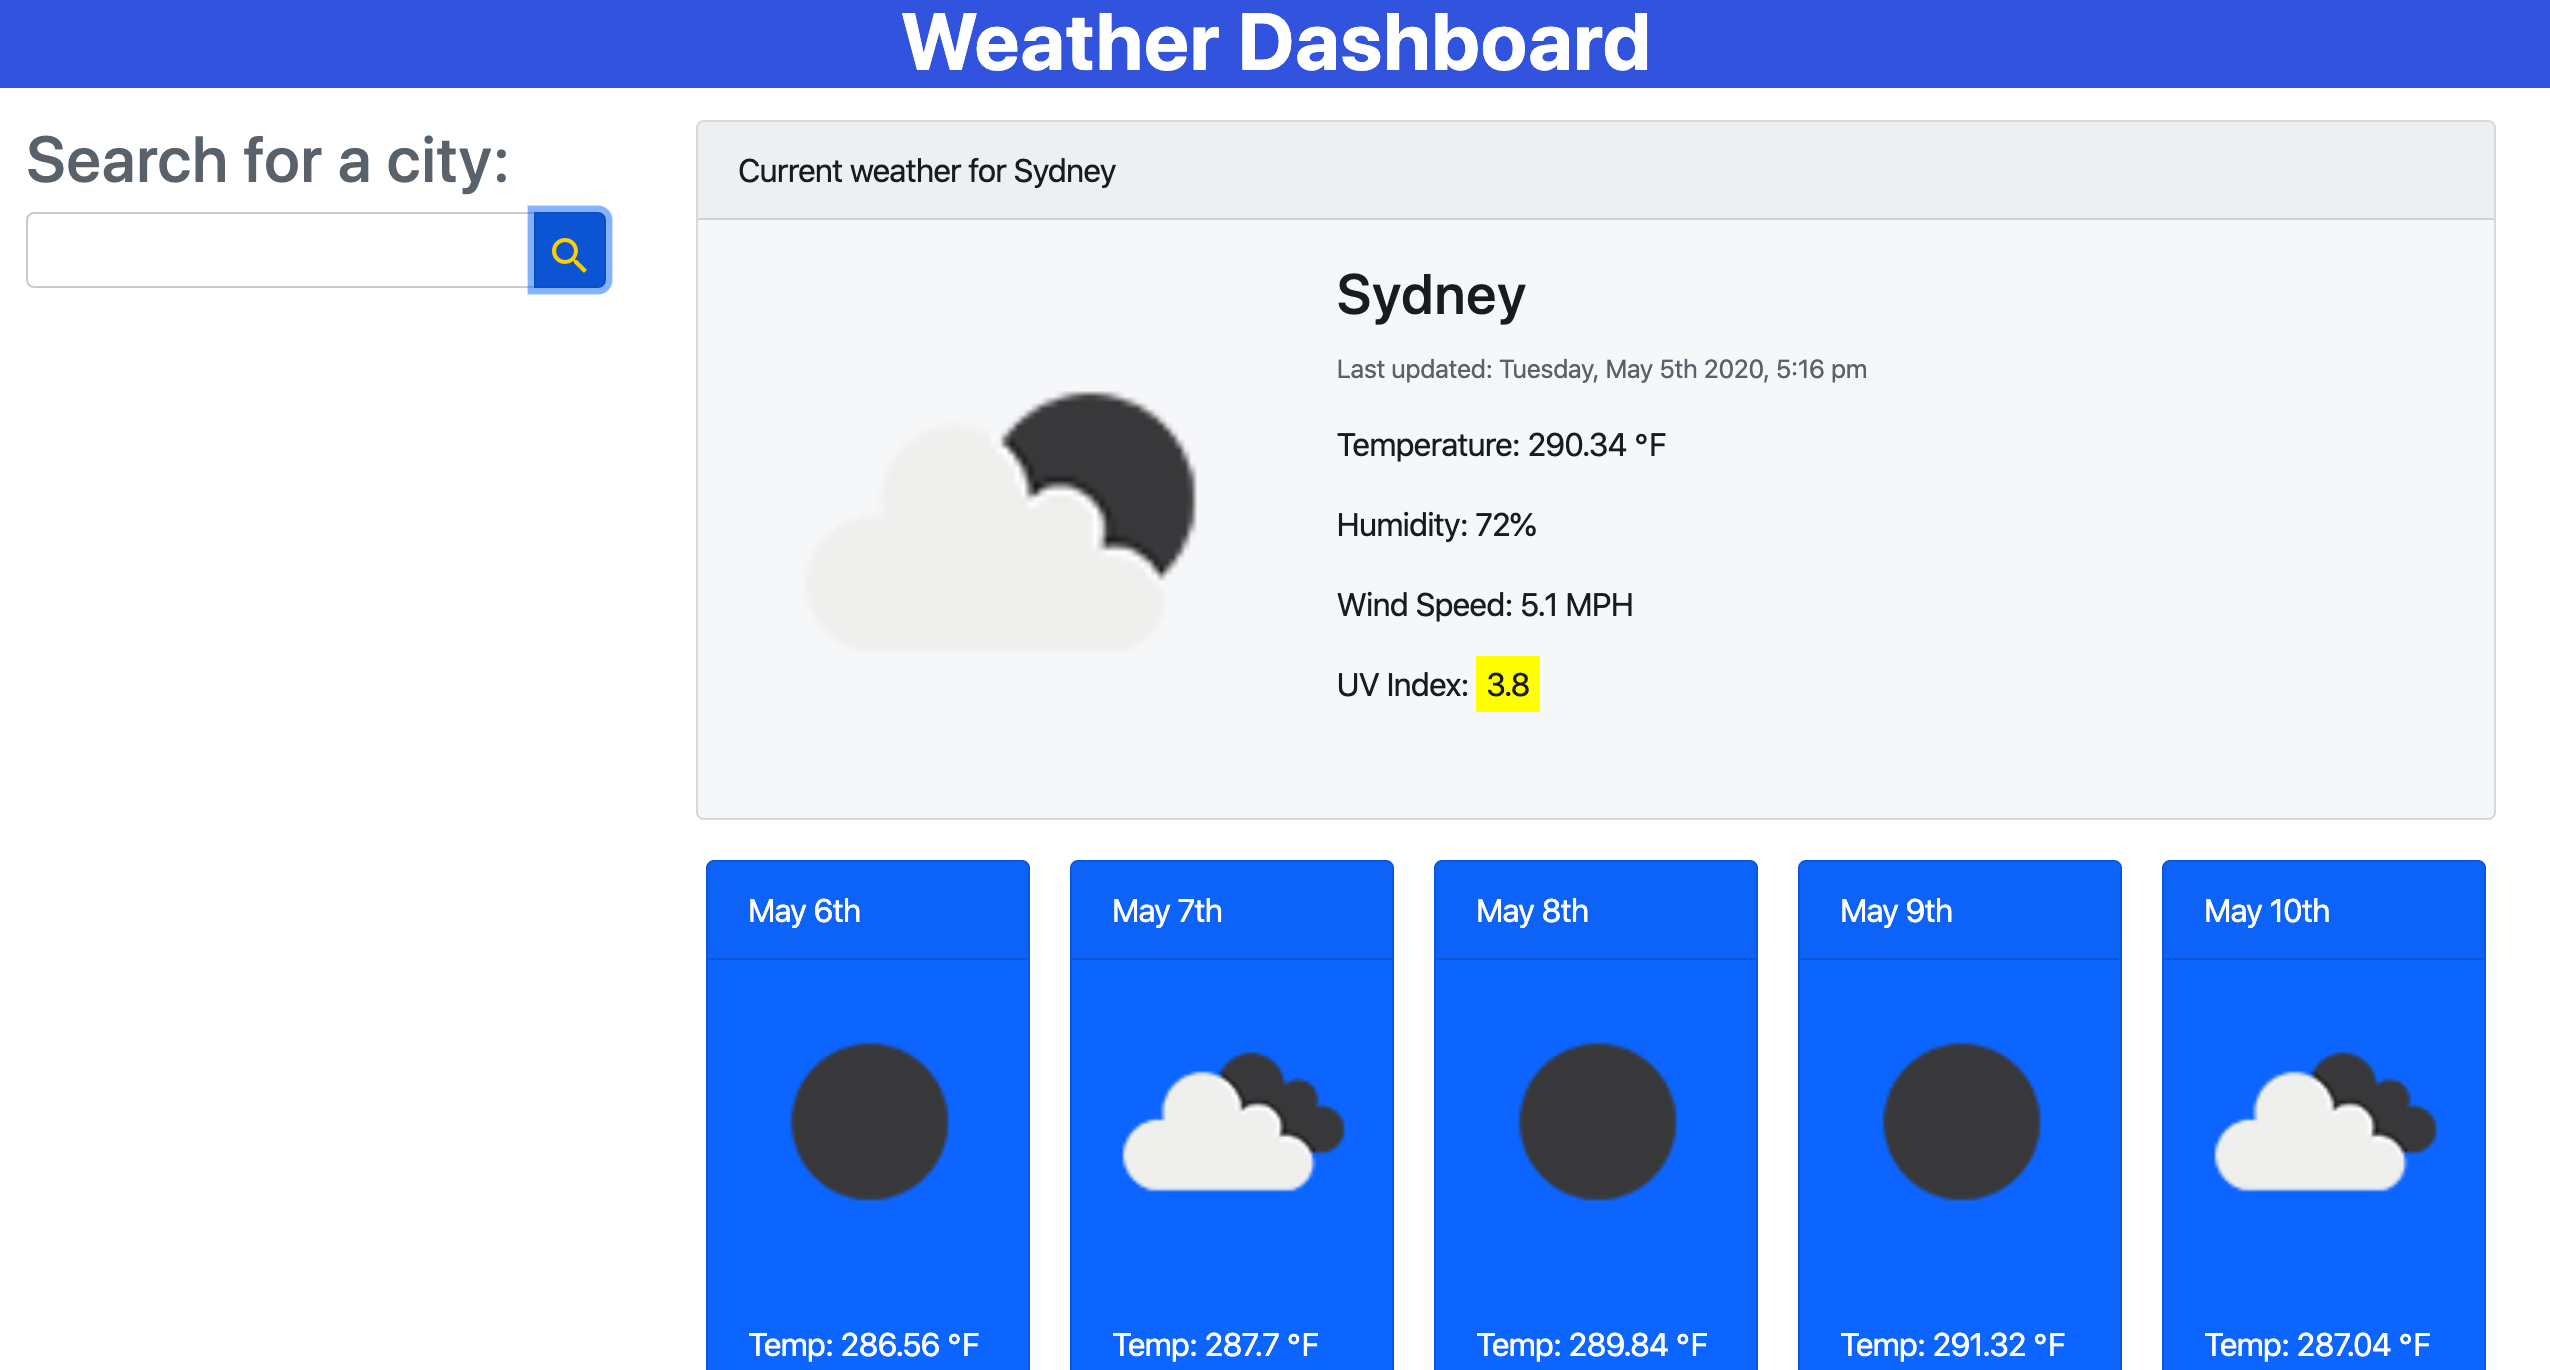 Weather Dashboard
Search for a city:
Current weather for Sydney
Sydney
Last updated: Tuesday, May 5th 2020, 5:16 pm
Temperature: 290.34 °F
Humidity: 72%
Wind Speed: 5.1 MPH
UV Index: 3.8
May 6th
Temp: 286.56 °F
May 7th
Temp: 287.7 °F
May 8th
Temp: 289.84 °F
May 9th
Temp: 291.32 °F
May 10th
Temp: 287.04 °F